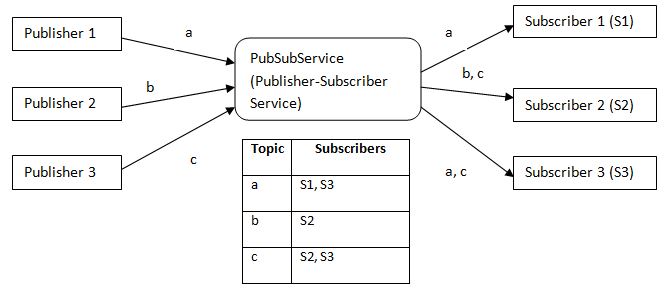 Publisher 1
a
Publisher 2
b
Publisher 3
c
PubSubService
(Publisher-Subscriber
Service)
a
Subscriber 1 (S1)
b, c
Subscriber 2 (S2)
a, c
Subscriber 3 (S3)
Topic Subscribers
a S1, S3
b S2
c S2, S3